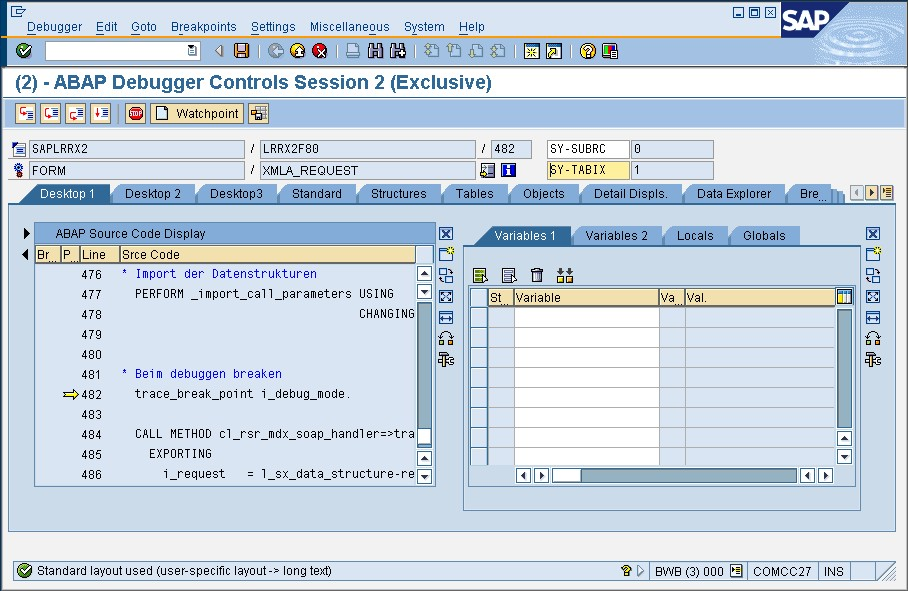 Debugger Edit Goto Breakpoints Settings Miscellaneous System Help
SAP
(2) - ABAP Debugger Controls Session 2 (Exclusive)
STOP Watchpoint
SAPLRRX2 / LRRX2F80 / 482 SY-SUBRC 0
FORM / XMLA_REQUEST SY-TABIX 1
Desktop 1 Desktop 2 Desktop3 Standard Structures Tables Objects Detail Displs. Data Explorer Bre...
ABAP Source Code Display
Br... P... Line Srce Code
476 * Import der Datenstrukturen
477 PERFORM _import_call_parameters USING
478 CHANGING
479
480
481 * Beim debuggen breaken
482 trace_break_point i_debug_mode.
483
484 CALL METHOD cl_rsr_mdx_soap_handler=>tra
485 EXPORTING
486 i_request = l_sx_data_structure-re
Variables 1 Variables 2 Locals Globals
St... Variable Va... Val.
Standard layout used (user-specific layout -> long text)
BWB (3) 000 COMCC27 INS